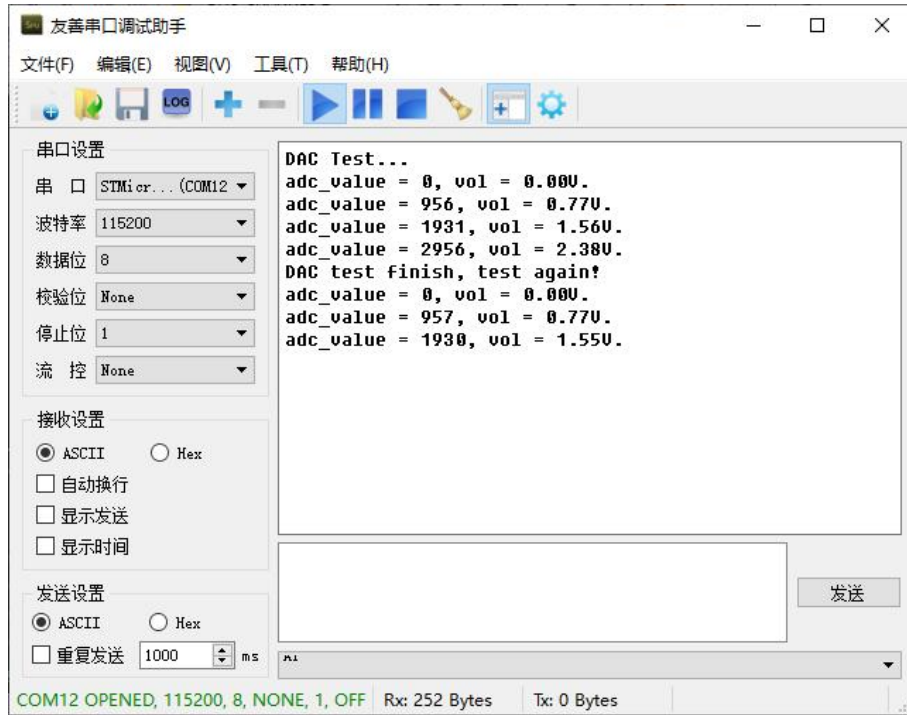 友善串口调试助手
文件(F) 编辑(E) 视图(V) 工具(T) 帮助(H)
LOG
串口设置
串 口 STMicr...(COM12
波特率 115200
数据位 8
校验位 None
停止位 1
流 控 None
接收设置
ASCII Hex
自动换行
显示发送
显示时间
发送设置
ASCII Hex
重复发送 1000 ms
DAC Test...
adc_value = 0, vol = 0.00V.
adc_value = 956, vol = 0.77V.
adc_value = 1931, vol = 1.56V.
adc_value = 2956, vol = 2.38V.
DAC test finish, test again!
adc_value = 0, vol = 0.00V.
adc_value = 957, vol = 0.77V.
adc_value = 1930, vol = 1.55V.
发送
COM12 OPENED, 115200, 8, NONE, 1, OFF Rx: 252 Bytes Tx: 0 Bytes